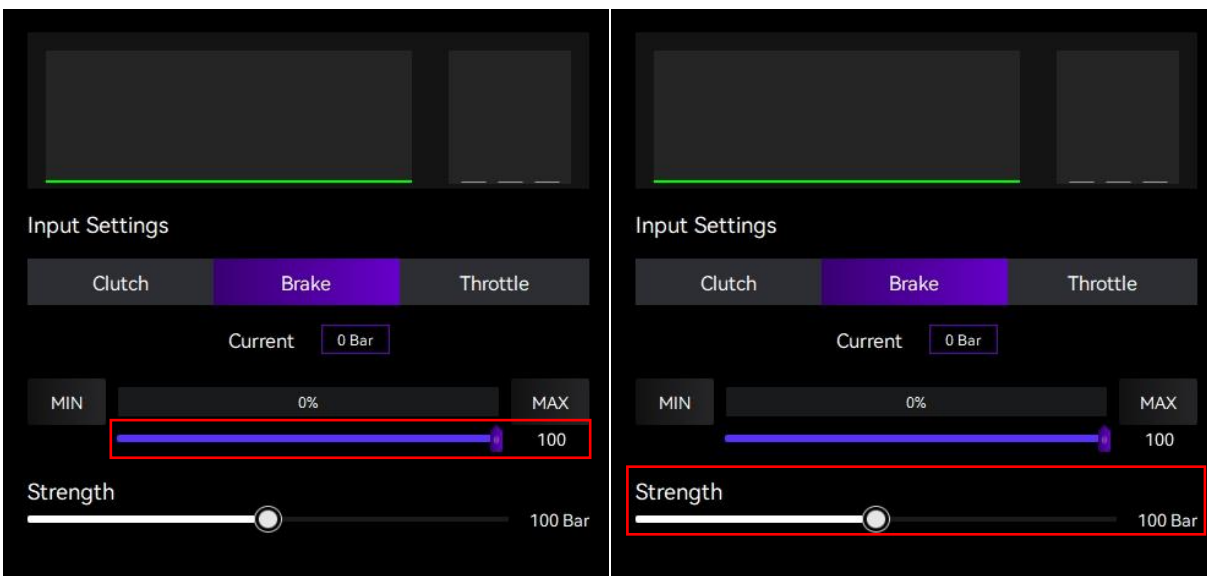 Input Settings
Clutch Brake Throttle
Current 0 Bar
MIN 0% MAX
100
Strength
100 Bar
Input Settings
Clutch Brake Throttle
Current 0 Bar
MIN 0% MAX
100
Strength
100 Bar